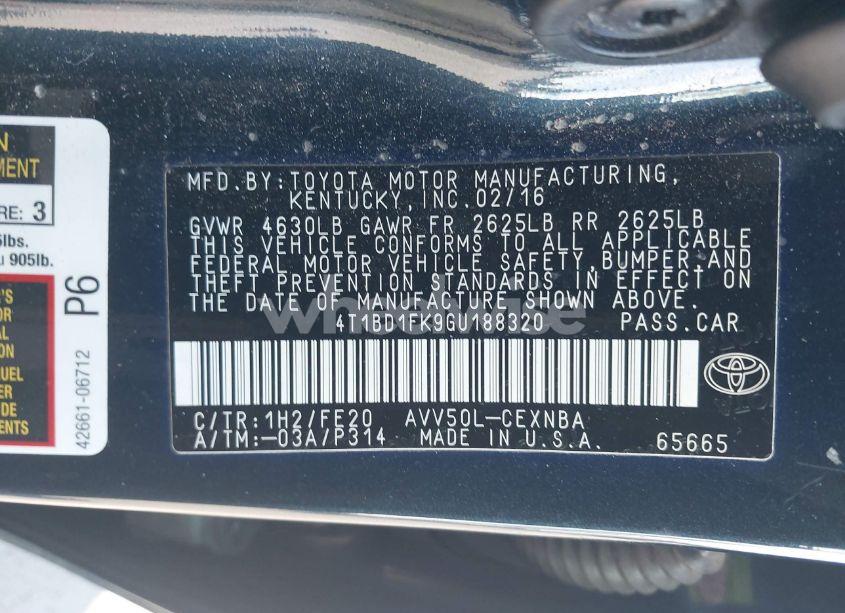 N
MENT
RE: 3
lbs.
905lb.
'S
P6
UEL
DE
ENTS
42661-06712
MFD.BY:TOYOTA MOTOR MANUFACTURING,
KENTUCKY,INC.02/16
GVWR 4630LB GAWR FR 2625LB RR 2625LB
THIS VEHICLE CONFORMS TO ALL APPLICABLE
FEDERAL MOTOR VEHICLE SAFETY,BUMPER,AND
THEFT PREVENTION STANDARDS IN EFFECT ON
THE DATE OF MANUFACTURE SHOWN ABOVE.
4T1BD1FK9GU188320 PASS.CAR
C/TR:1H2/FE20 AVV50L-CEXNBA
A/TM:-03A/P314 MADE IN U.S.A. 65665